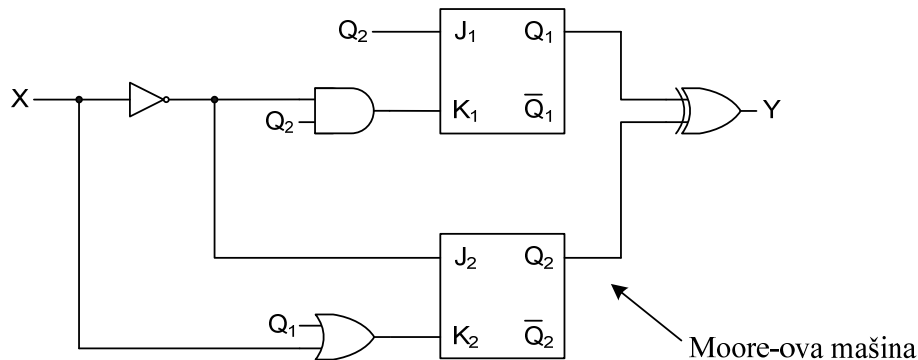 Q₂ J₁ Q₁
X Y
Q₂ K₁ Q̅₁
J₂ Q₂
Q₁ K₂ Q̅₂
Moore-ova mašina